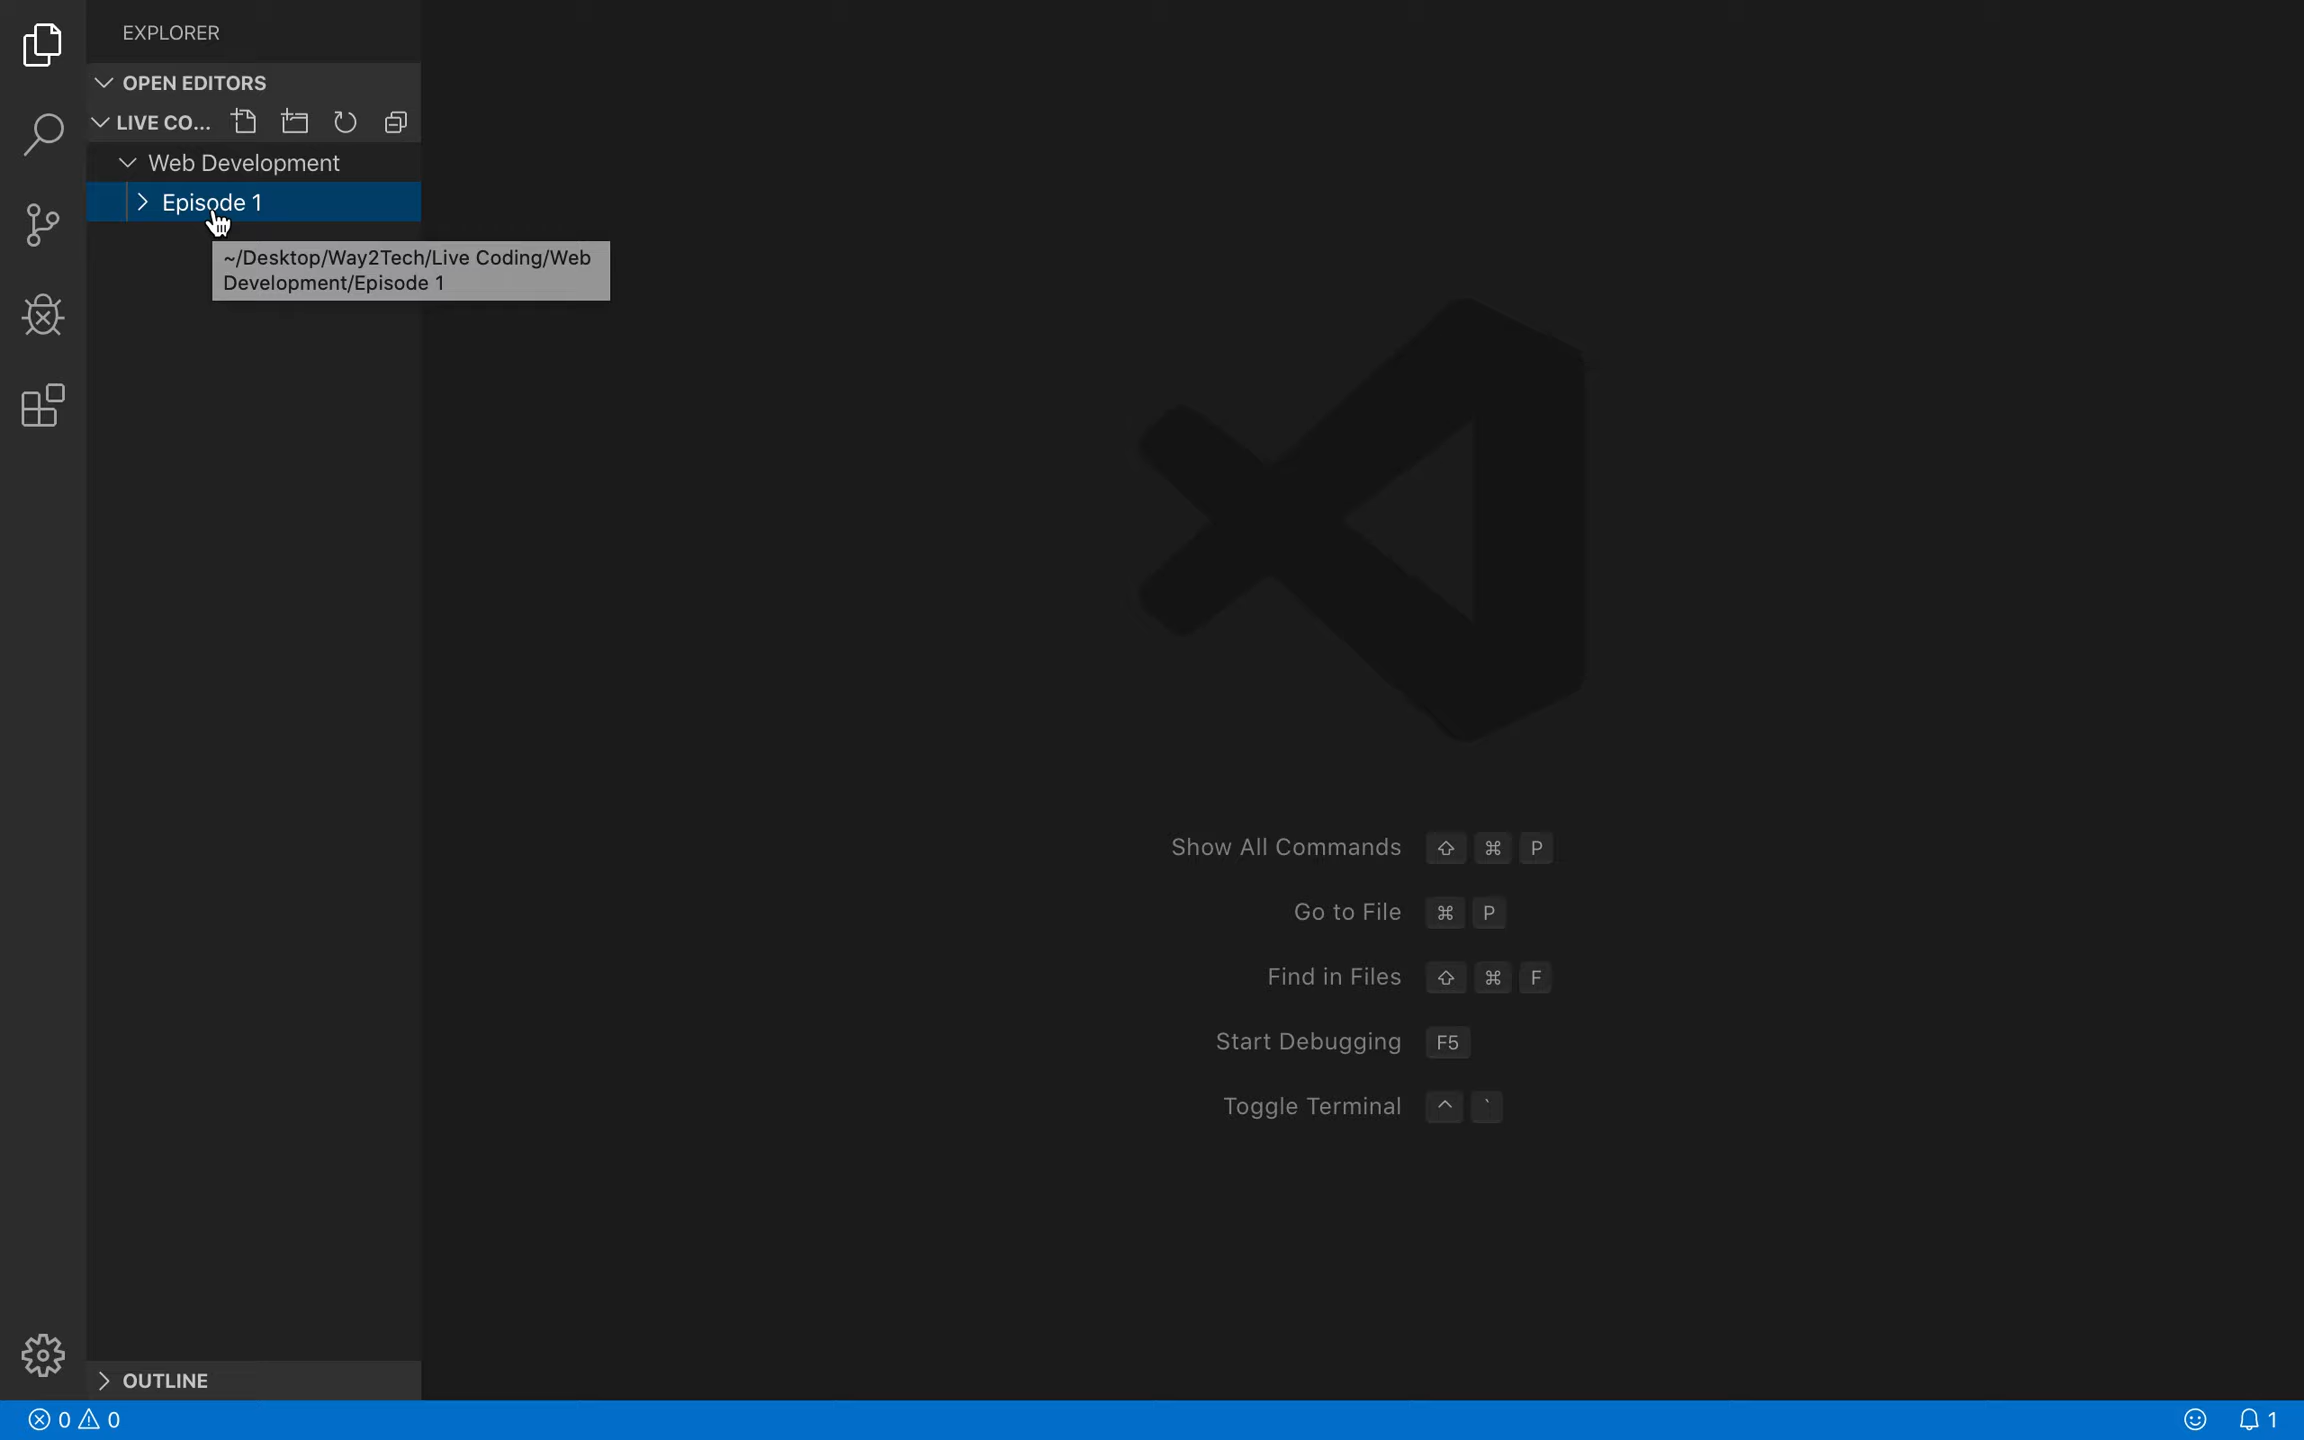 EXPLORER
OPEN EDITORS
LIVE CO...
Web Development
Episode 1
~/Desktop/Way2Tech/Live Coding/Web
Development/Episode 1
Show All Commands ⇧ ⌘ P
Go to File ⌘ P
Find in Files ⇧ ⌘ F
Start Debugging F5
Toggle Terminal ^ `
OUTLINE
0 0
1